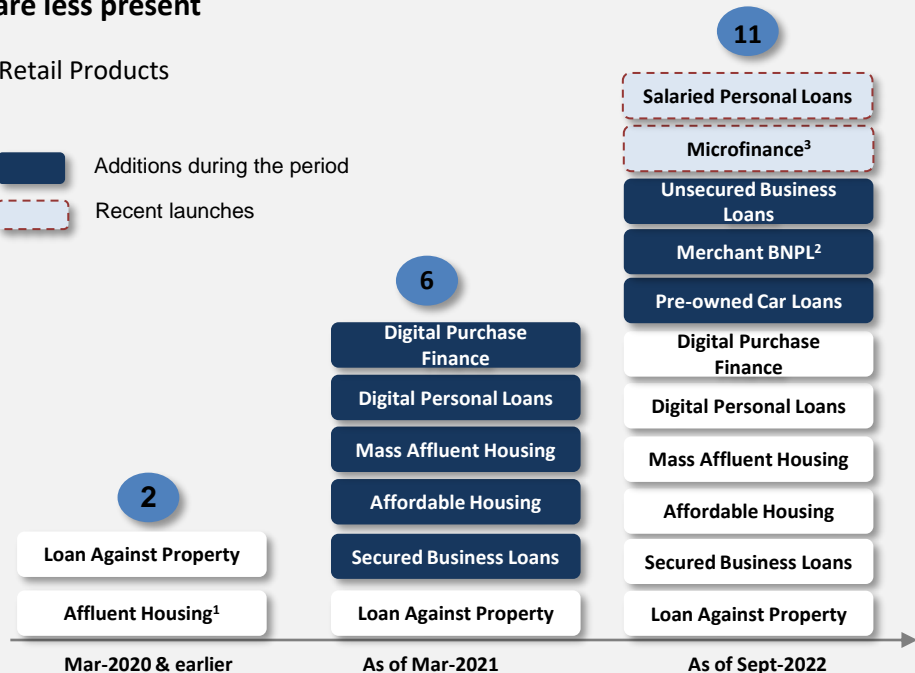 are less present
Retail Products
Additions during the period
Recent launches
2
Loan Against Property
Affluent Housing¹
Mar-2020 & earlier
6
Digital Purchase
Finance
Digital Personal Loans
Mass Affluent Housing
Affordable Housing
Secured Business Loans
Loan Against Property
As of Mar-2021
11
Salaried Personal Loans
Microfinance³
Unsecured Business
Loans
Merchant BNPL²
Pre-owned Car Loans
Digital Purchase
Finance
Digital Personal Loans
Mass Affluent Housing
Affordable Housing
Secured Business Loans
Loan Against Property
As of Sept-2022